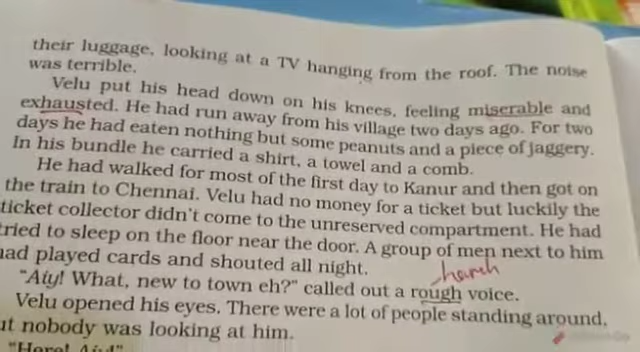 their luggage, looking at a TV hanging from the roof. The noise
was terrible.
Velu put his head down on his knees, feeling miserable and
exhausted. He had run away from his village two days ago. For two
days he had eaten nothing but some peanuts and a piece of jaggery.
In his bundle he carried a shirt, a towel and a comb.
He had walked for most of the first day to Kanur and then got on
the train to Chennai. Velu had no money for a ticket but luckily the
ticket collector didn't come to the unreserved compartment. He had
tried to sleep on the floor near the door. A group of men next to him
had played cards and shouted all night.
harsh
"Aiy! What, new to town eh?" called out a rough voice.
Velu opened his eyes. There were a lot of people standing around,
but nobody was looking at him.
"Here! Aiy!"